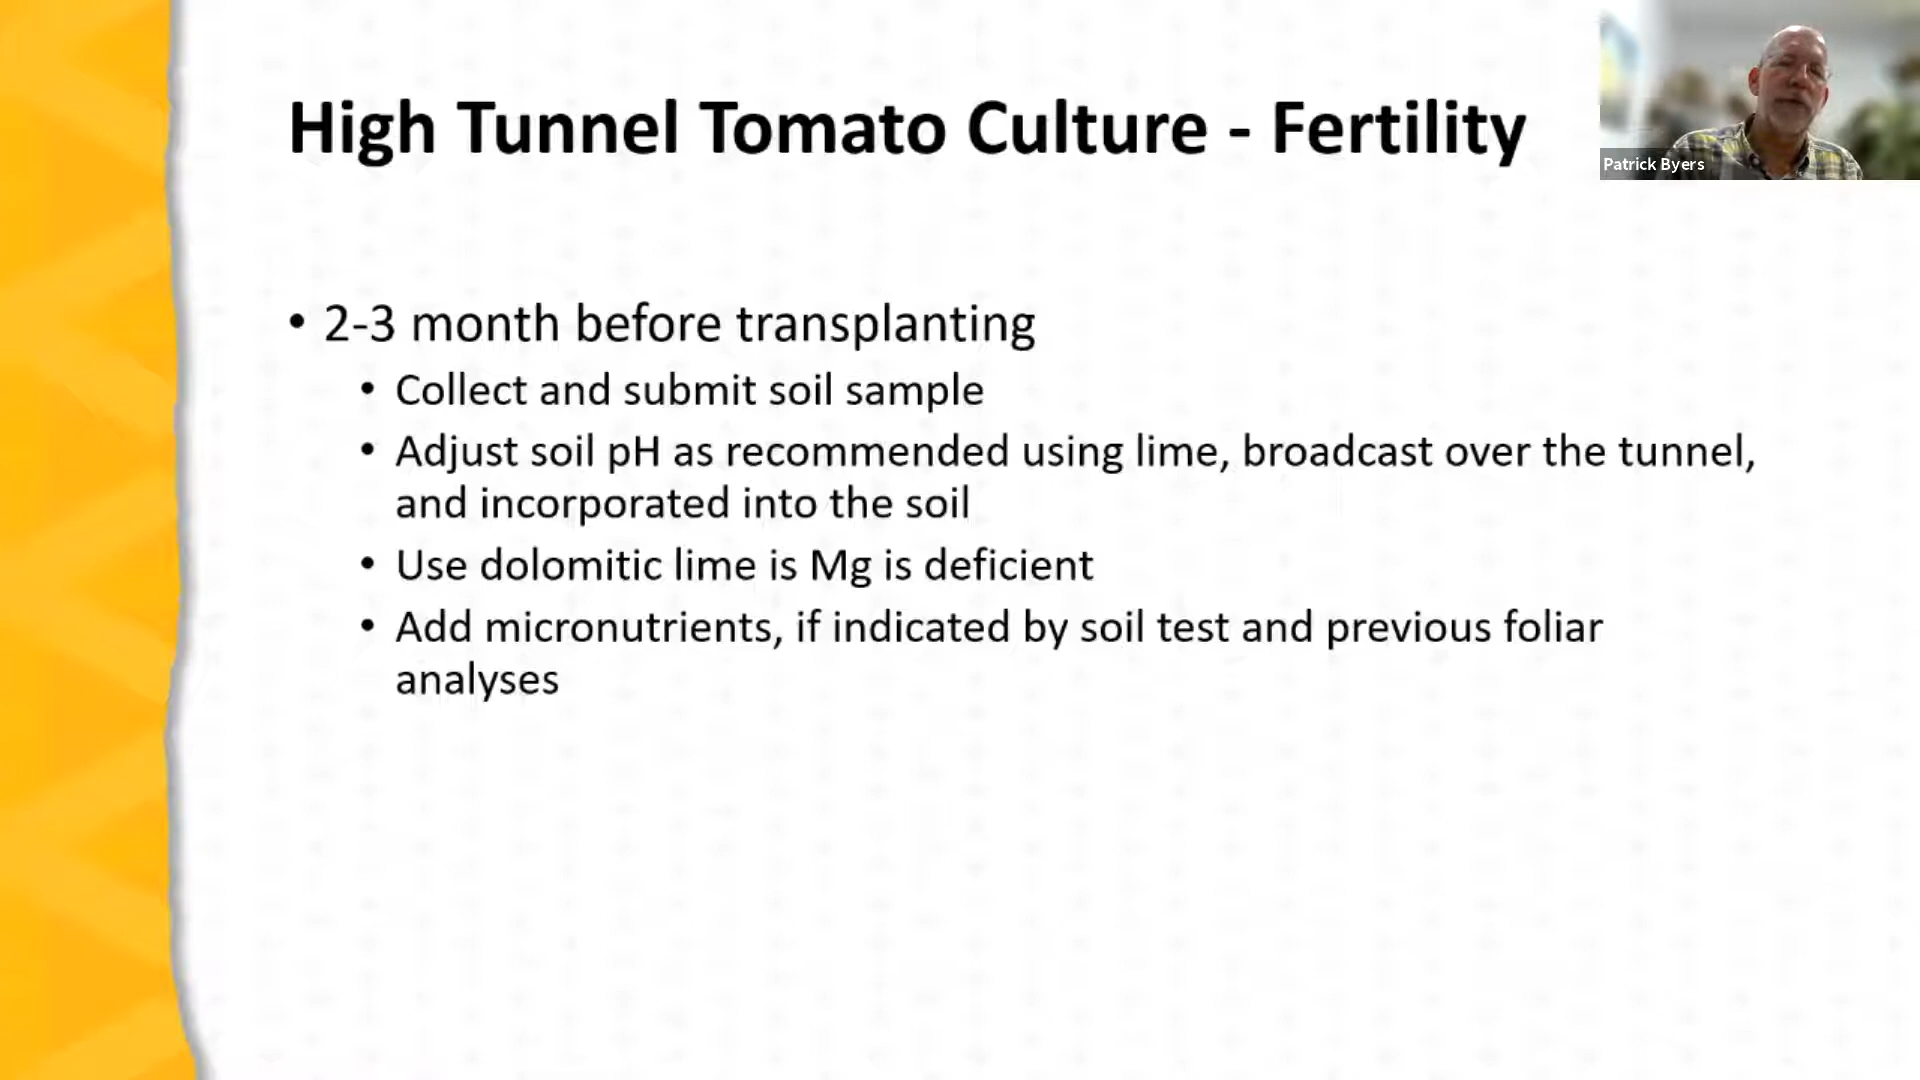 High Tunnel Tomato Culture - Fertility
Patrick Byers
• 2-3 month before transplanting
• Collect and submit soil sample
• Adjust soil pH as recommended using lime, broadcast over the tunnel,
and incorporated into the soil
• Use dolomitic lime is Mg is deficient
• Add micronutrients, if indicated by soil test and previous foliar
analyses